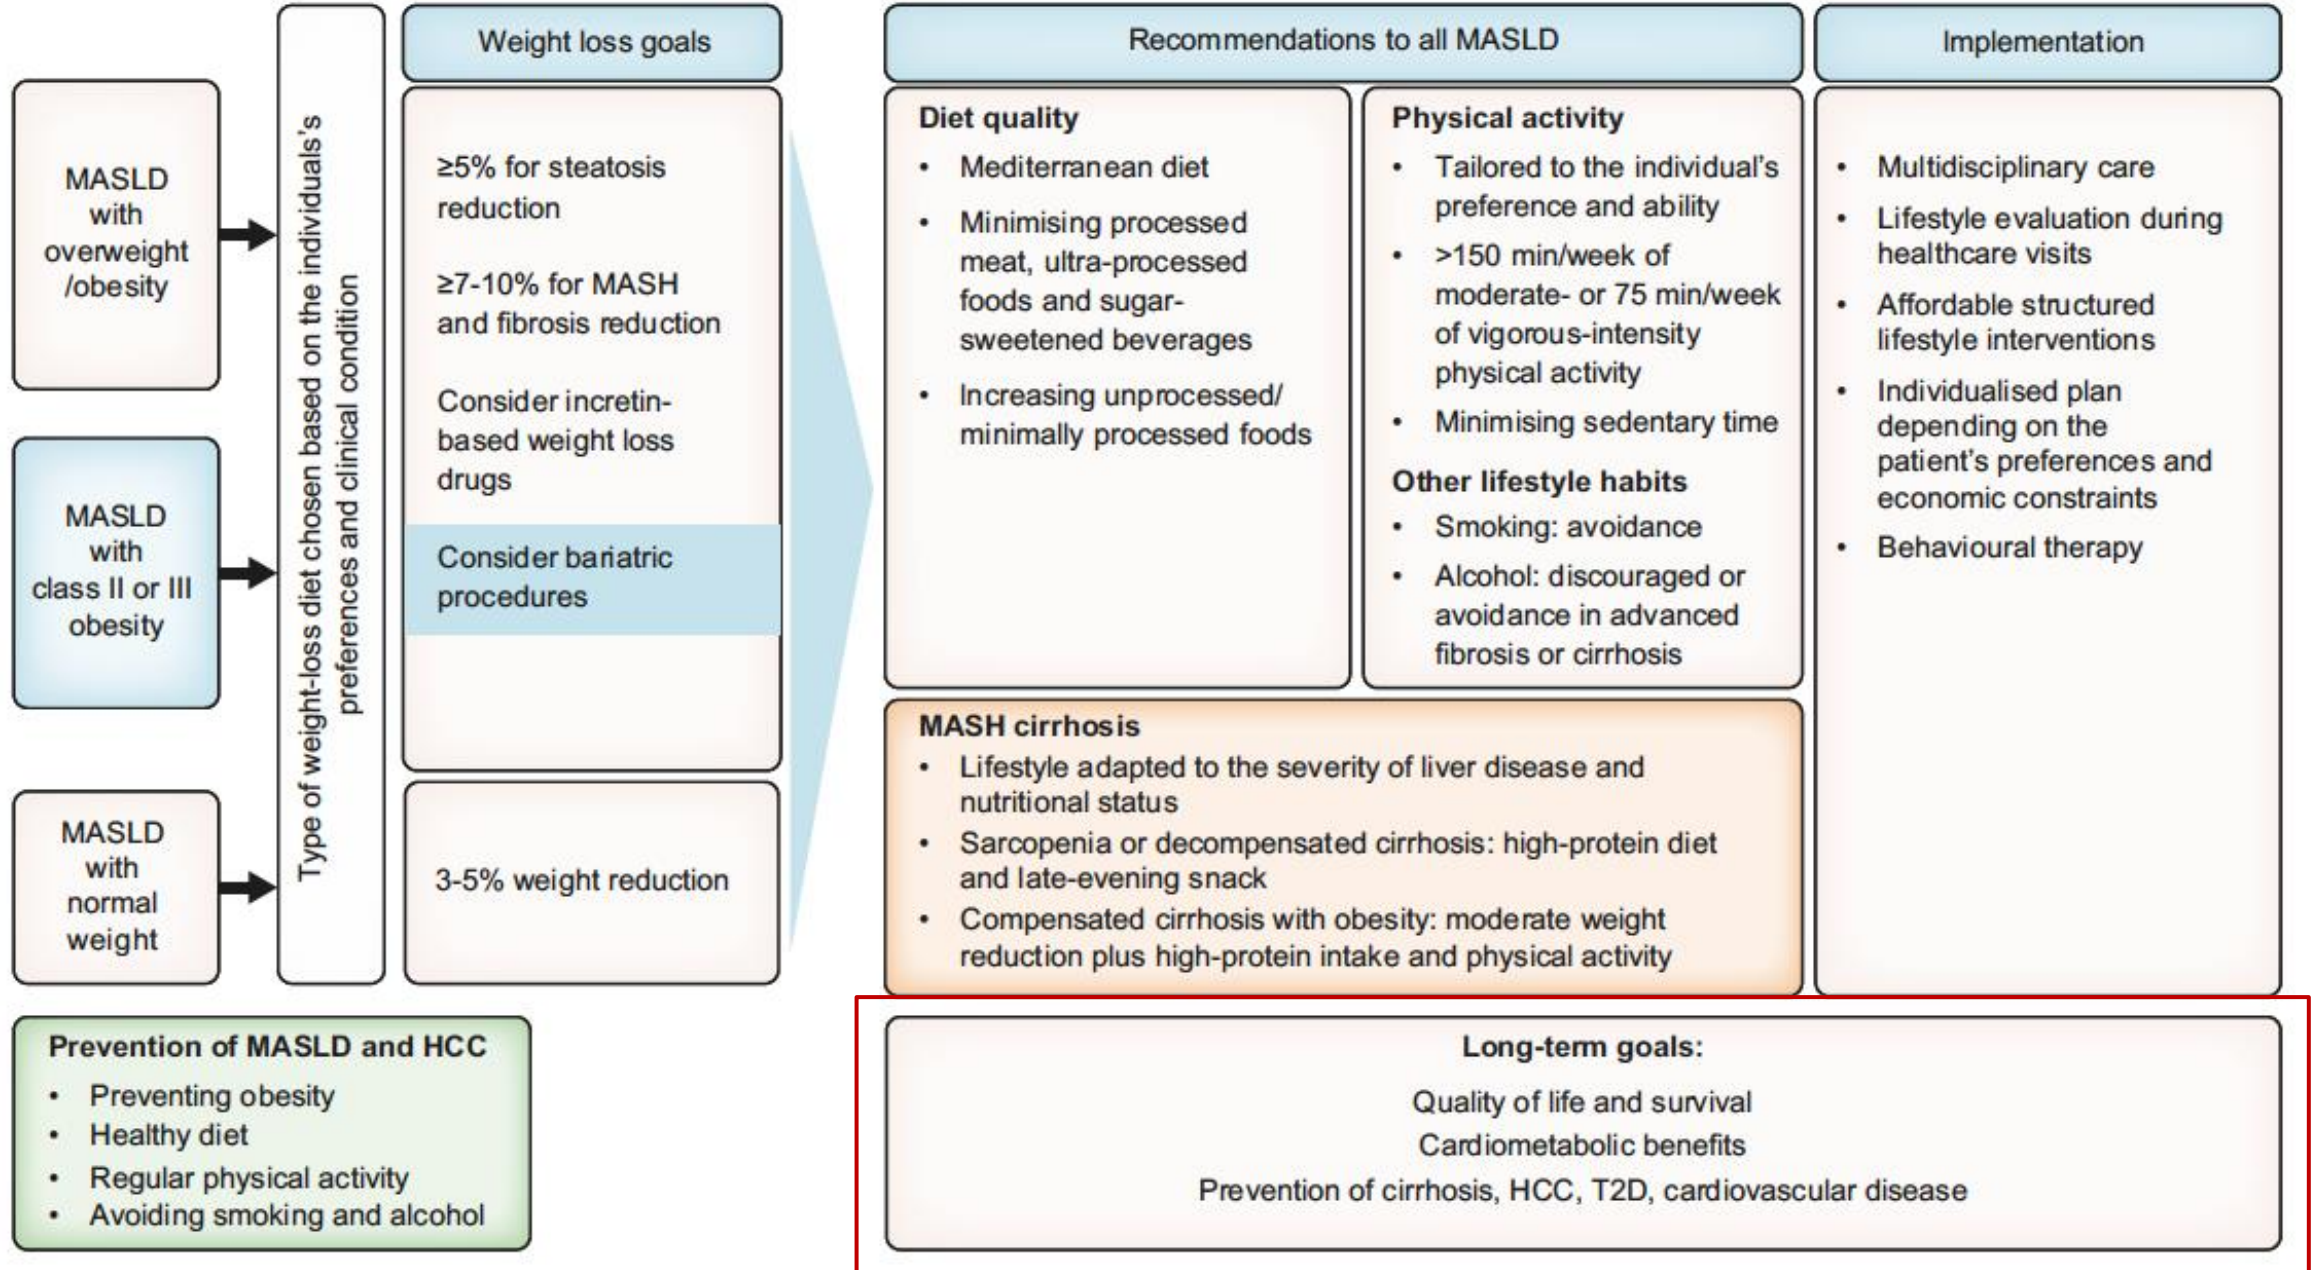 MASLD
with
overweight
/obesity
MASLD
with
class II or III
obesity
MASLD
with
normal
weight
Type of weight-loss diet chosen based on the individuals's
preferences and clinical condition
Weight loss goals
≥5% for steatosis
reduction
≥7-10% for MASH
and fibrosis reduction
Consider incretin-
based weight loss
drugs
Consider bariatric
procedures
3-5% weight reduction
Recommendations to all MASLD
Diet quality
• Mediterranean diet
• Minimising processed
meat, ultra-processed
foods and sugar-
sweetened beverages
• Increasing unprocessed/
minimally processed foods
Physical activity
• Tailored to the individual's
preference and ability
• >150 min/week of
moderate- or 75 min/week
of vigorous-intensity
physical activity
• Minimising sedentary time
Other lifestyle habits
• Smoking: avoidance
• Alcohol: discouraged or
avoidance in advanced
fibrosis or cirrhosis
MASH cirrhosis
• Lifestyle adapted to the severity of liver disease and
nutritional status
• Sarcopenia or decompensated cirrhosis: high-protein diet
and late-evening snack
• Compensated cirrhosis with obesity: moderate weight
reduction plus high-protein intake and physical activity
Implementation
• Multidisciplinary care
• Lifestyle evaluation during
healthcare visits
• Affordable structured
lifestyle interventions
• Individualised plan
depending on the
patient's preferences and
economic constraints
• Behavioural therapy
Prevention of MASLD and HCC
• Preventing obesity
• Healthy diet
• Regular physical activity
• Avoiding smoking and alcohol
Long-term goals:
Quality of life and survival
Cardiometabolic benefits
Prevention of cirrhosis, HCC, T2D, cardiovascular disease